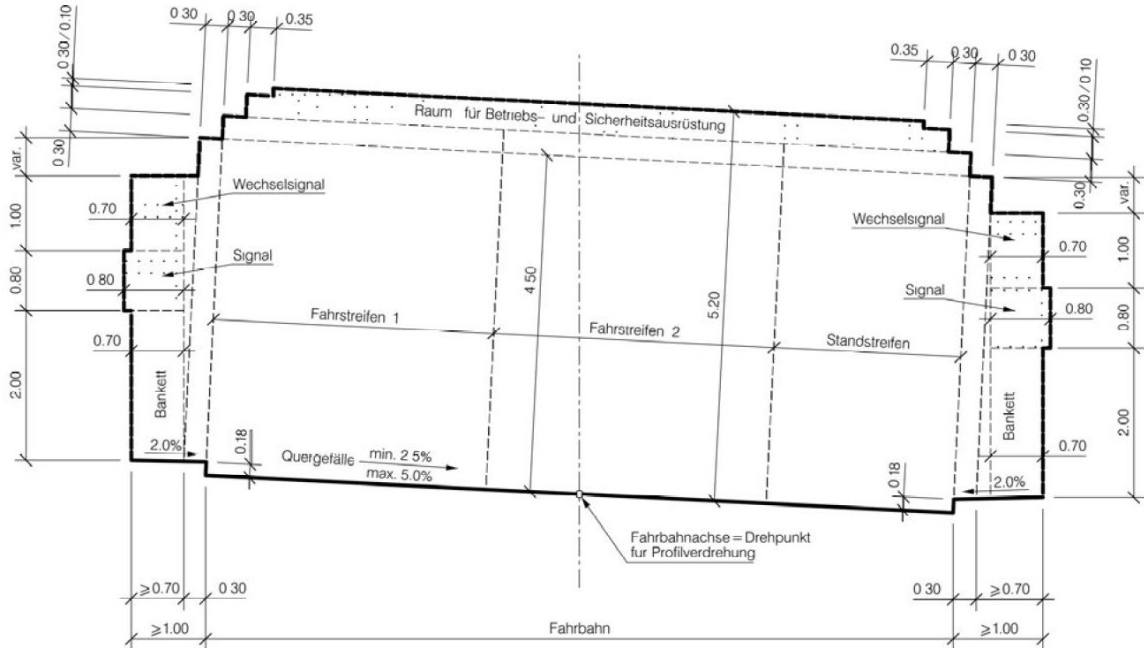 0 30
0 30
0.35
0.35
0 30
0 30
0 30/0.10
0.30/0 10
0.30
0.30
var.
var.
Raum für Betriebs- und Sicherheitsausrüstung
Wechselsignal
Wechselsignal
1.00
0.70
0.70
1.00
Signal
Signal
0.80
0 80
0.80
0.80
4 50
5.20
Fahrstreifen 1
Fahrstreifen 2
Standstreifen
0.70
2.00
Bankett
Bankett
2.00
2.0%
0.18
Quergefälle
min. 2 5%
max. 5.0%
0 18
2.0%
0.70
Fahrbahnachse = Drehpunkt
fur Profilverdrehung
⩾0.70
0 30
0 30
⩾0.70
⩾1.00
Fahrbahn
⩾1.00